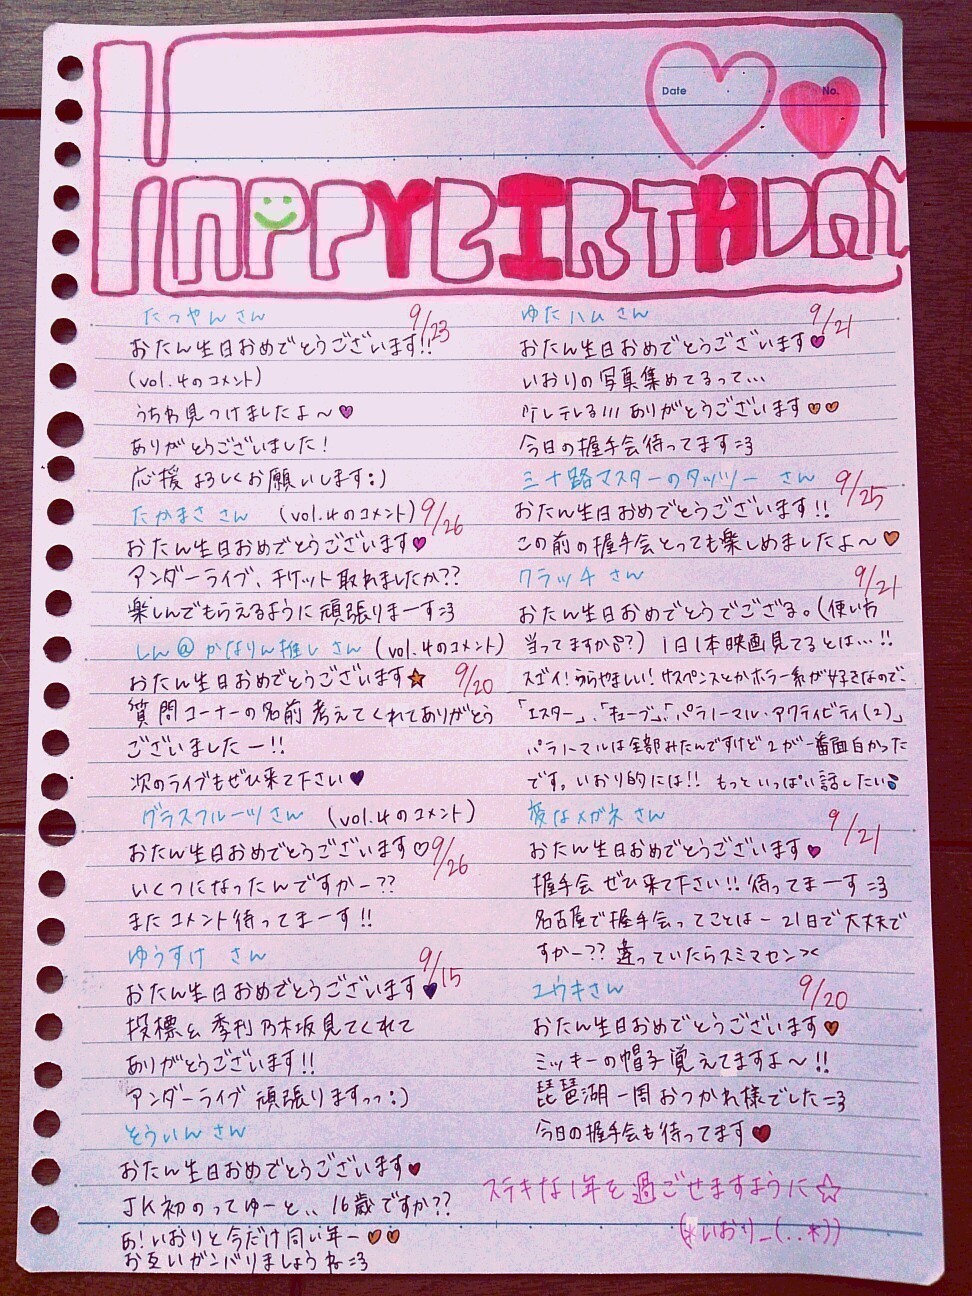 Date
No.
HAPPY BIRTHDAY
たつやんさん 9/23
おたん生日おめでとうございます!!
(vol.4のコメント)
うちわ見つけましたよ～♥
ありがとうございました!
応援よろしくお願いします:)
たかまささん (vol.4のコメント) 9/26
おたん生日おめでとうございます♥
アンダーライブ、チケット取れましたか??
楽しんでもらえるように頑張りまーす=3
しん@かなりん推しさん (vol.4のコメント)
おたん生日おめでとうございます★ 9/20
質問コーナーの名前考えてくれてありがとう
ございましたー!!
次のライブもぜひ来て下さい♥
グラスフルーツさん (vol.4のコメント)
おたん生日おめでとうございます♡ 9/26
いくつになったんですかー??
またコメント待ってまーす!!
ゆうすけ さん 9/15
おたん生日おめでとうございます♥
投標& 季刊乃木坂見てくれて
ありがとうございます!!
アンダーライブ頑張りますっっ:)
とういんさん
おたん生日おめでとうございます♥
JK初のってゆーと、、16歳ですか??
あ!いおりと今だけ同い年ー♡♡
お互いガンバりましょうね=3
ゆたハムさん 9/21
おたん生日おめでとうございます♥
いおりの写真集めてるって…
テレる!!! ありがとうございます♡♡
今日の握手会待ってます=3
三十路マスターのタッツー さん 9/25
おたん生日おめでとうございます!!
この前の握手会とっても楽しめましたよ～♥
クラッチさん 9/21
おたん生日おめでとうでござる。(使い方
当ってますか??) 1日1本映画見てるとは…!!
スゴイ!うらやましい!サスペンスとかホラー系が好きなので、
「エスター」、「キューブ」、「パラノーマル・アクティビティ(2)」
パラノーマルは全部みたんですけど2が一番面白かった
です。いおり的には!! もっといっぱい話したい
変なメガネさん 9/21
おたん生日おめでとうございます♥
握手会ぜひ来て下さい!!待ってまーす=3
名古屋で握手会ってことはー21日で大丈夫で
すかー??違っていたらスミマセン><
ユウキさん 9/20
おたん生日おめでとうございます♥
ミッキーの帽子覚えてますよ～!!
琵琶湖一周おつかれ様でした=3
今日の握手会も待ってます♥
ステキな1年を過ごせますように☆
(*いおり_(..*))